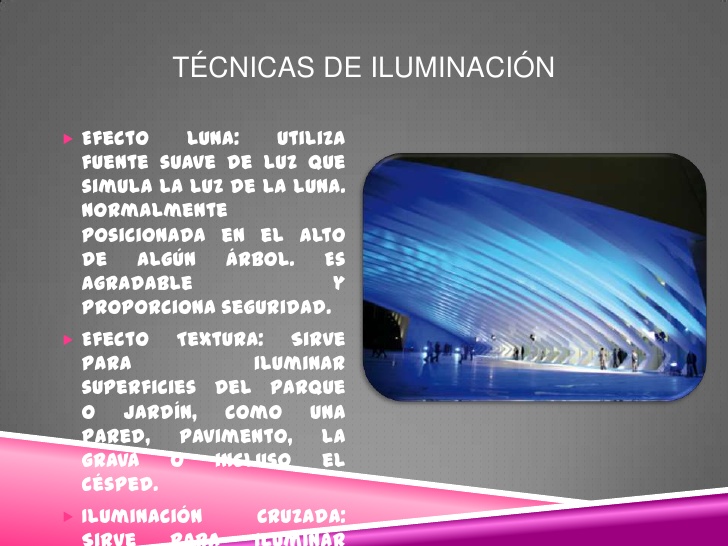 TÉCNICAS DE ILUMINACIÓN
EFECTO LUNA: UTILIZA
FUENTE SUAVE DE LUZ QUE
SIMULA LA LUZ DE LA LUNA.
NORMALMENTE
POSICIONADA EN EL ALTO
DE ALGÚN ÁRBOL. ES
AGRADABLE Y
PROPORCIONA SEGURIDAD.
EFECTO TEXTURA: SIRVE
PARA ILUMINAR
SUPERFICIES DEL PARQUE
O JARDÍN, COMO UNA
PARED, PAVIMENTO, LA
GRAVA O INCLUSO EL
CÉSPED.
ILUMINACIÓN CRUZADA:
SIRVE PARA ILUMINAR